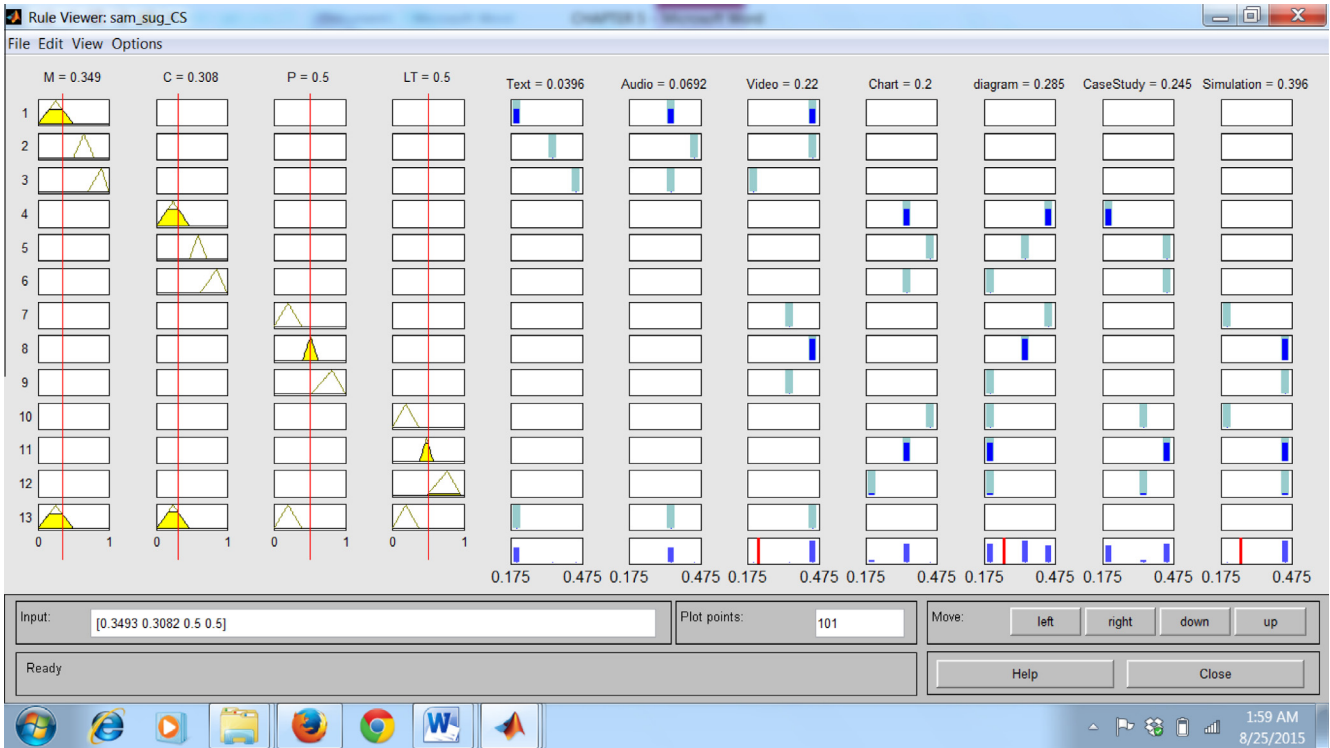 Rule Viewer: sam_sug_CS
File Edit View Options
M = 0.349 C = 0.308 P = 0.5 LT = 0.5 Text = 0.0396 Audio = 0.0692 Video = 0.22 Chart = 0.2 diagram = 0.285 CaseStudy = 0.245 Simulation = 0.396
1
2
3
4
5
6
7
8
9
10
11
12
13
0 1 0 1 0 1 0 1
0.175 0.475 0.175 0.475 0.175 0.475 0.175 0.475 0.175 0.475 0.175 0.475 0.175 0.475
Input: [0.3493 0.3082 0.5 0.5] Plot points: 101 Move: left right down up
Ready Help Close
1:59 AM
8/25/2015